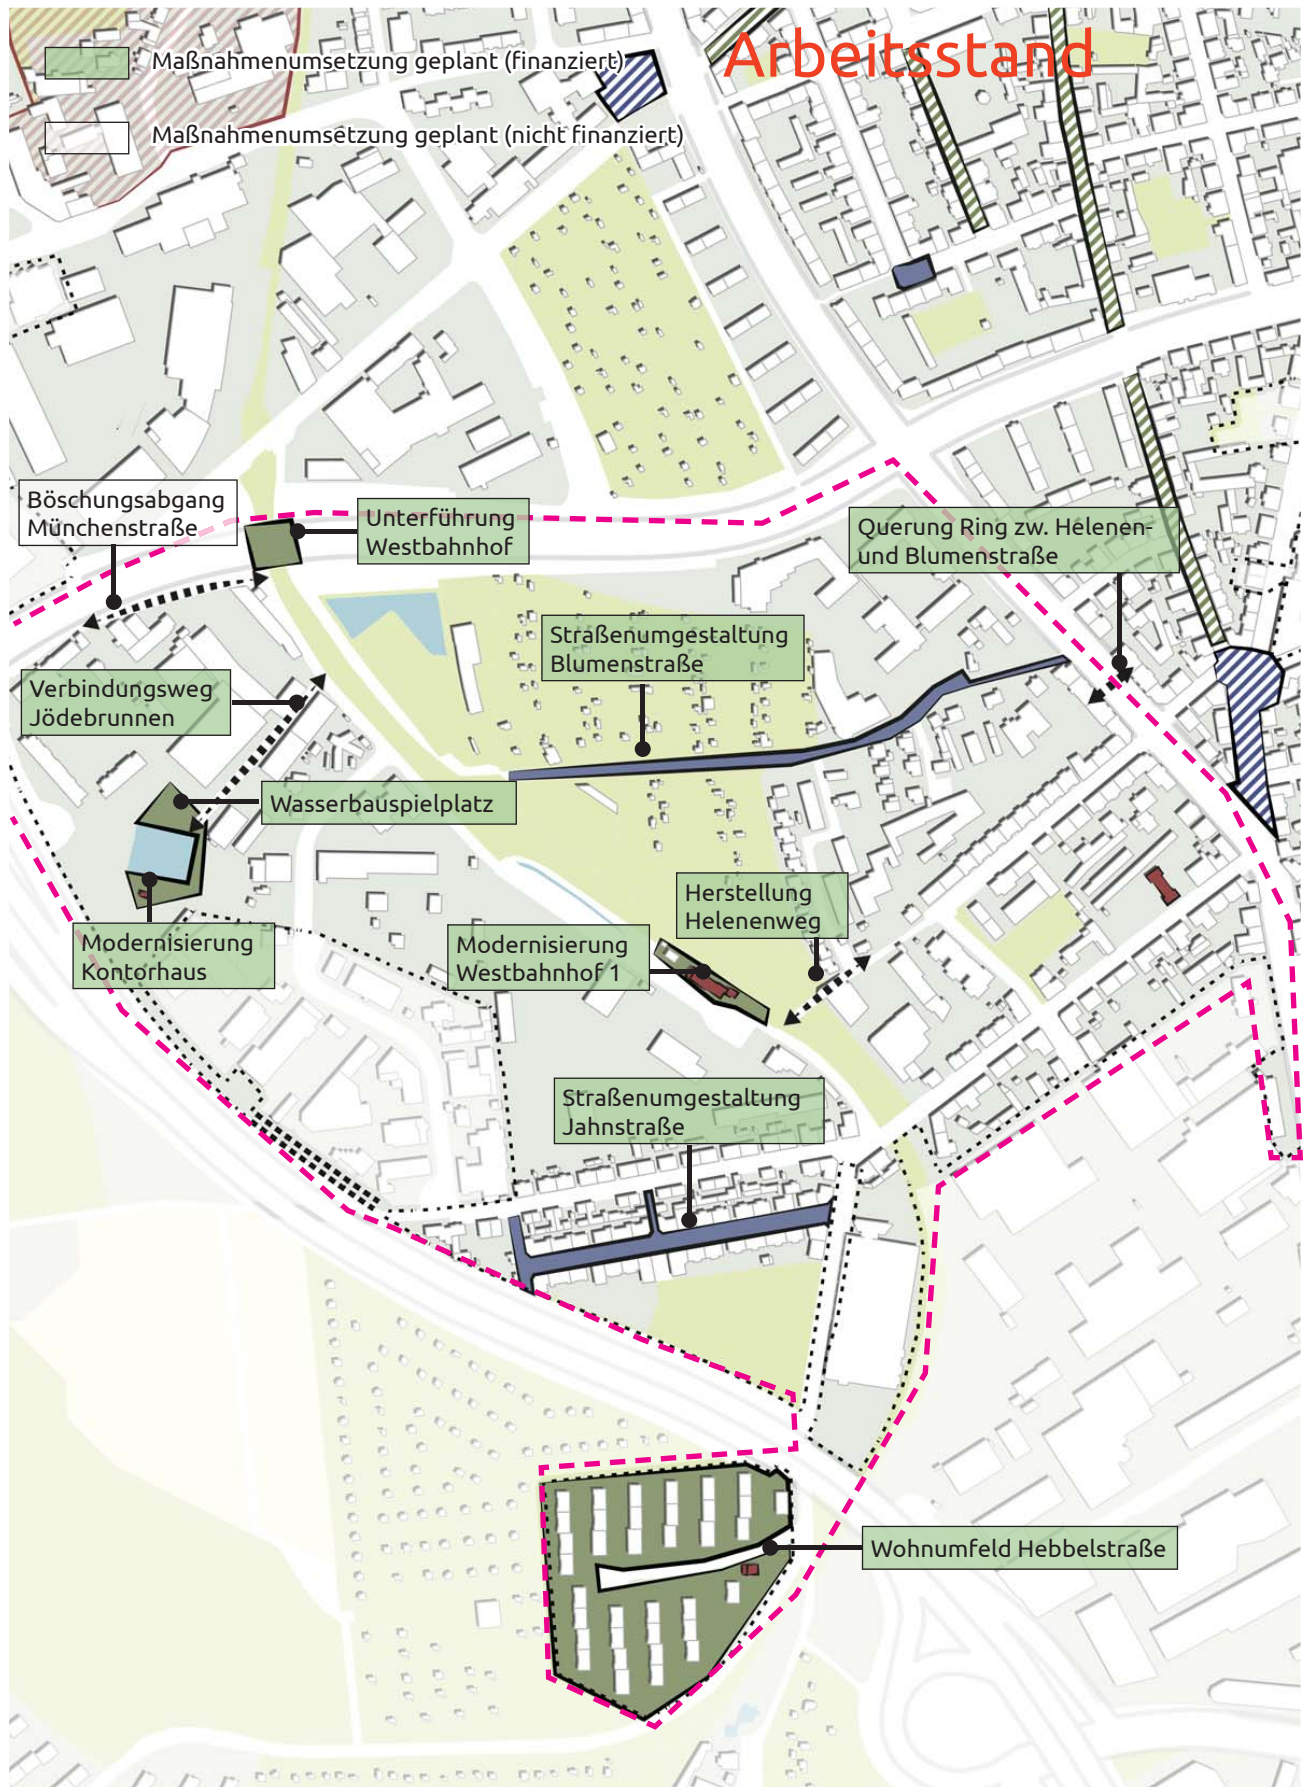 Arbeitsstand
Maßnahmenumsetzung geplant (finanziert)
Maßnahmenumsetzung geplant (nicht finanziert)
Böschungsabgang
Münchenstraße
Unterführung
Westbahnhof
Querung Ring zw. Helenen-
und Blumenstraße
Straßenumgestaltung
Blumenstraße
Verbindungsweg
Jödebrunnen
Wasserbauspielplatz
Herstellung
Helenenweg
Modernisierung
Kontorhaus
Modernisierung
Westbahnhof 1
Straßenumgestaltung
Jahnstraße
Wohnumfeld Hebbelstraße